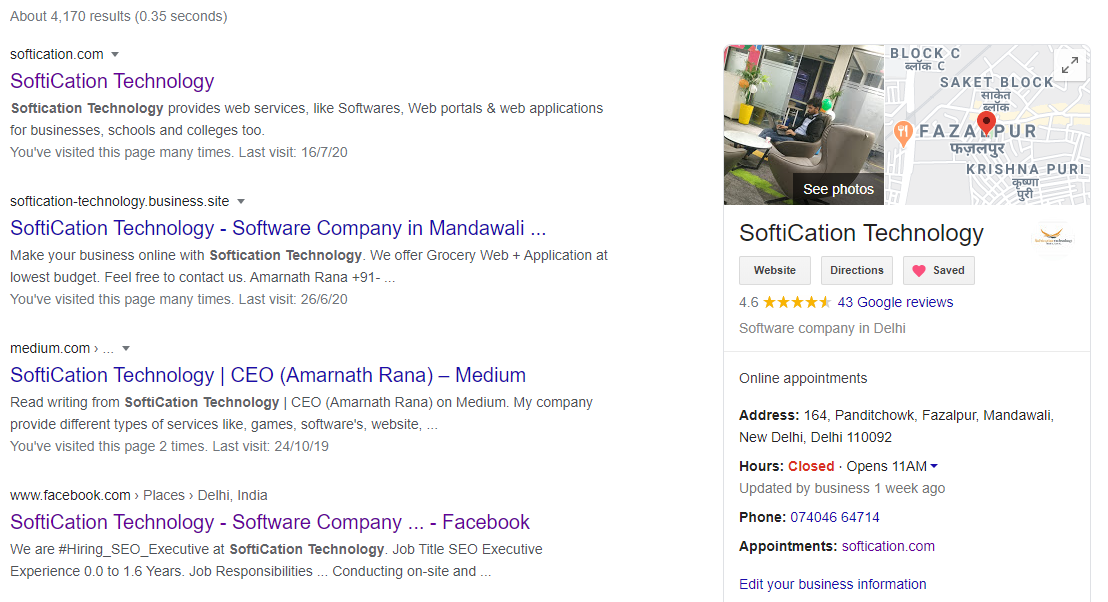 About 4,170 results (0.35 seconds)
softication.com
SoftiCation Technology
Softication Technology provides web services, like Softwares, Web portals & web applications
for businesses, schools and colleges too.
You've visited this page many times. Last visit: 16/7/20
softication-technology.business.site
SoftiCation Technology - Software Company in Mandawali ...
Make your business online with Softication Technology. We offer Grocery Web + Application at
lowest budget. Feel free to contact us. Amarnath Rana +91- ...
You've visited this page many times. Last visit: 26/6/20
medium.com › ...
SoftiCation Technology | CEO (Amarnath Rana) – Medium
Read writing from SoftiCation Technology | CEO (Amarnath Rana) on Medium. My company
provide different types of services like, games, software's, website, ...
You've visited this page 2 times. Last visit: 24/10/19
www.facebook.com › Places › Delhi, India
SoftiCation Technology - Software Company ... - Facebook
We are #Hiring_SEO_Executive at SoftiCation Technology. Job Title SEO Executive
Experience 0.0 to 1.6 Years. Job Responsibilities ... Conducting on-site and ...
See photos
BLOCK C
ब्लॉक C
SAKET BLOCK
साकेत
ब्लॉक
FAZALPUR
फज़लपुर
KRISHNA PURI
कृष्णा
पुरी
SoftiCation Technology
Website
Directions
Saved
4.6 43 Google reviews
Software company in Delhi
Online appointments
Address: 164, Panditchowk, Fazalpur, Mandawali,
New Delhi, Delhi 110092
Hours: Closed · Opens 11AM
Updated by business 1 week ago
Phone: 074046 64714
Appointments: softication.com
Edit your business information